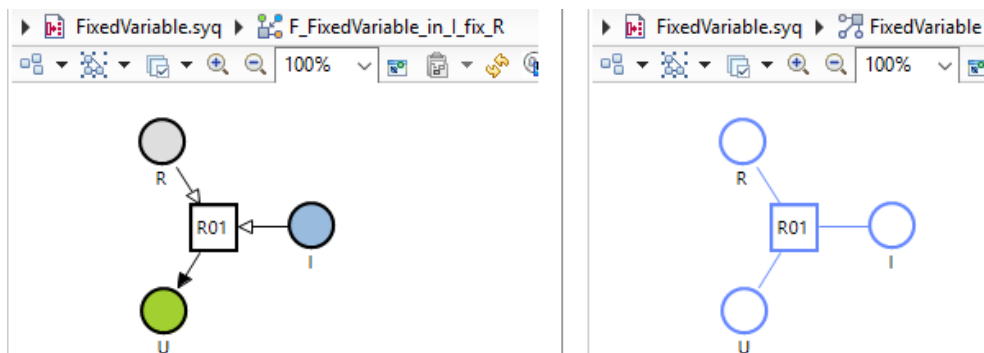 FixedVariable.syq F_FixedVariable_in_I_fix_R
100%
R
R01
I
U
FixedVariable.syq FixedVariable
100%
R
R01
I
U